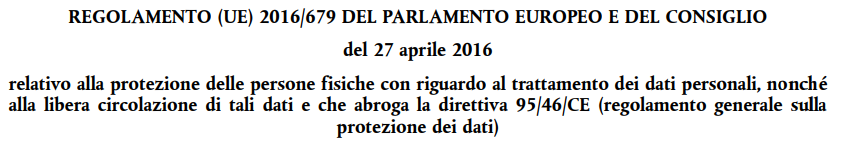 REGOLAMENTO (UE) 2016/679 DEL PARLAMENTO EUROPEO E DEL CONSIGLIO
del 27 aprile 2016
relativo alla protezione delle persone fisiche con riguardo al trattamento dei dati personali, nonché
alla libera circolazione di tali dati e che abroga la direttiva 95/46/CE (regolamento generale sulla
protezione dei dati)